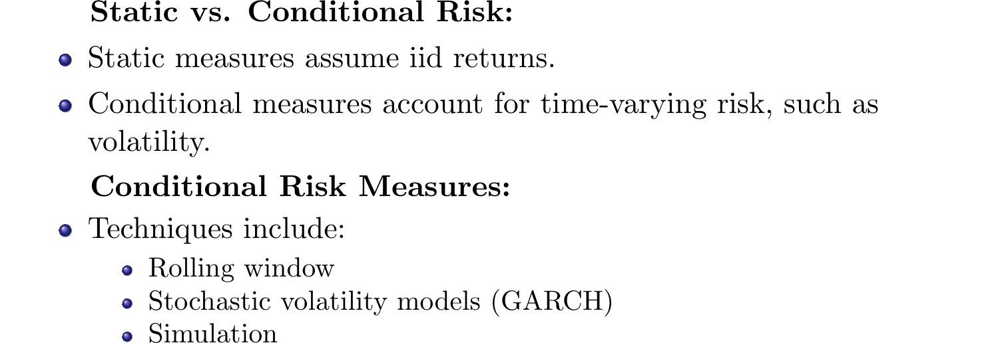 Static vs. Conditional Risk:
Static measures assume iid returns.
Conditional measures account for time-varying risk, such as
volatility.
Conditional Risk Measures:
Techniques include:
Rolling window
Stochastic volatility models (GARCH)
Simulation